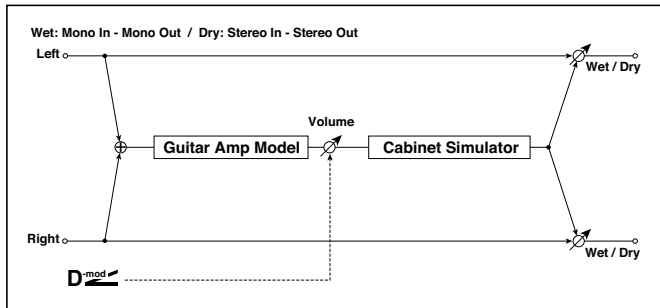 Wet: Mono In - Mono Out / Dry: Stereo In - Stereo Out
Left
Wet / Dry
Volume
Guitar Amp Model
Cabinet Simulator
Right
Wet / Dry
D-mod